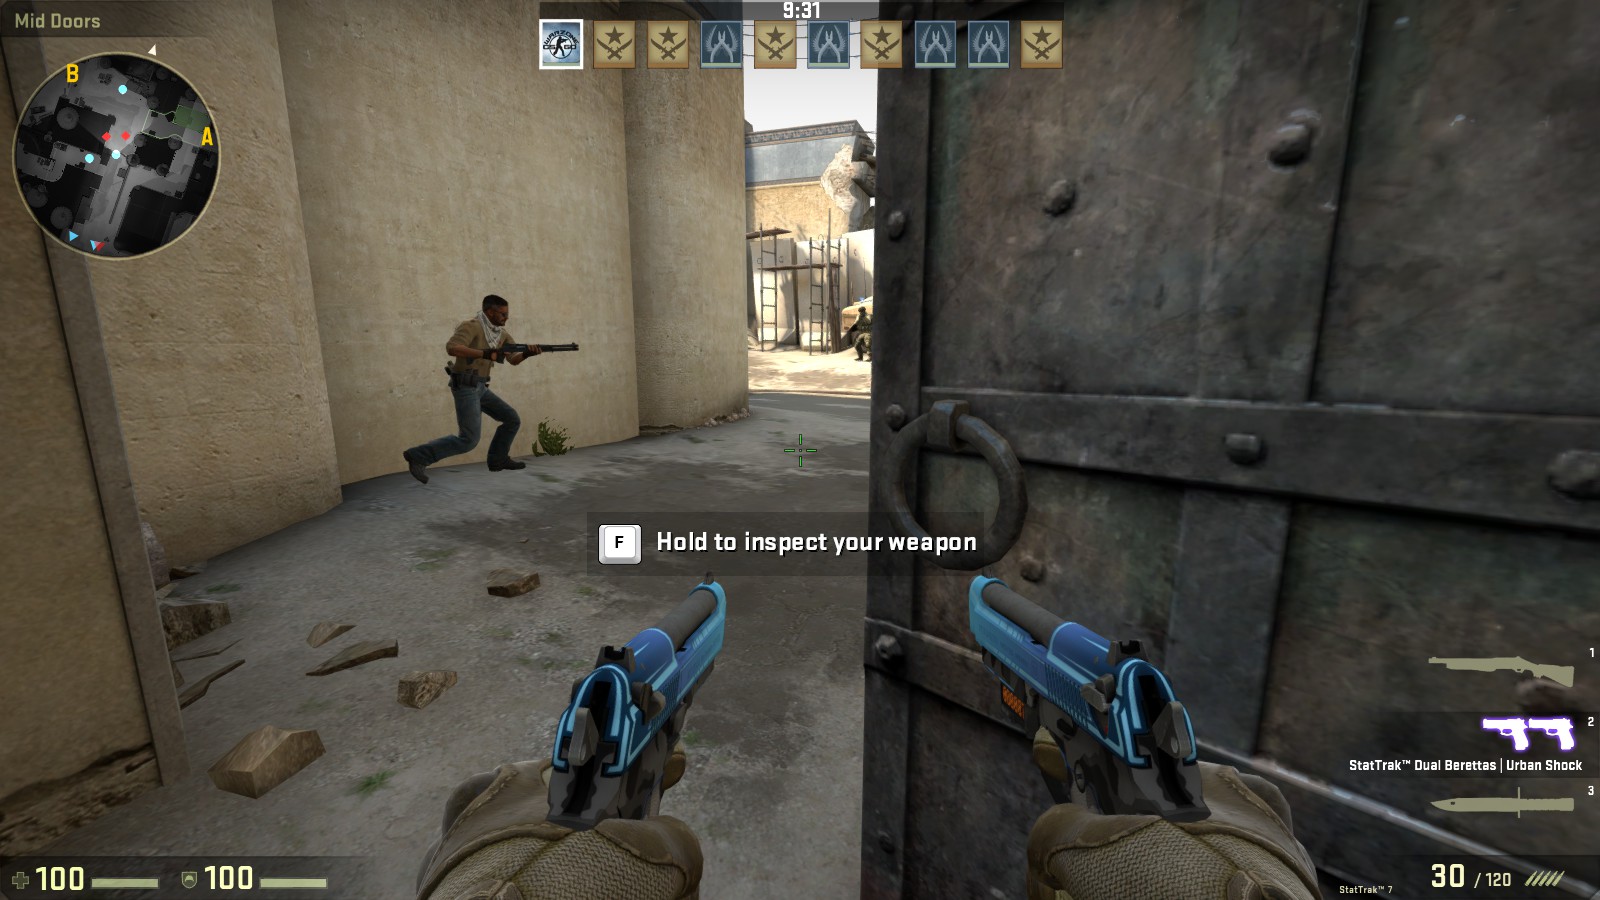 Mid Doors
9:31
B
A
F Hold to inspect your weapon
1
2
StatTrak™ Dual Berettas | Urban Shock
3
100 100
StatTrak™ 7
30 / 120